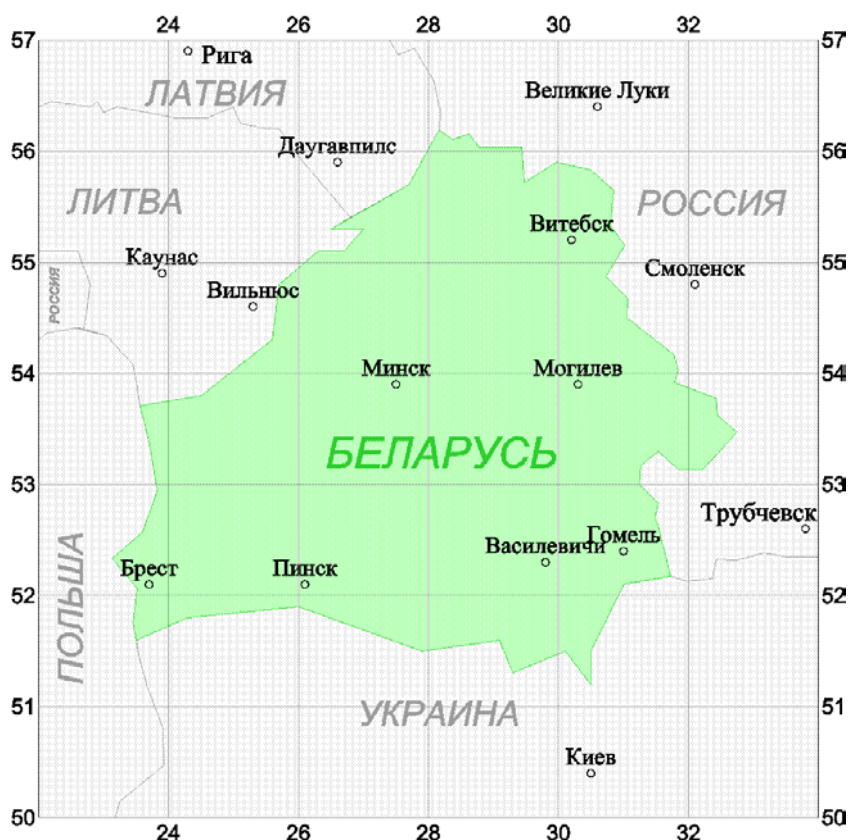 24 26 28 30 32
57 57
Рига
ЛАТВИЯ
Великие Луки
56 56
Даугавпилс
ЛИТВА
РОССИЯ
Витебск
55 55
Каунас
Смоленск
РОССИЯ
Вильнюс
54 54
Минск
Могилев
БЕЛАРУСЬ
53 53
Трубчевск
Гомель
Василевичи
ПОЛЬША
Брест
Пинск
52 52
51 51
УКРАИНА
Киев
50 50
24 26 28 30 32